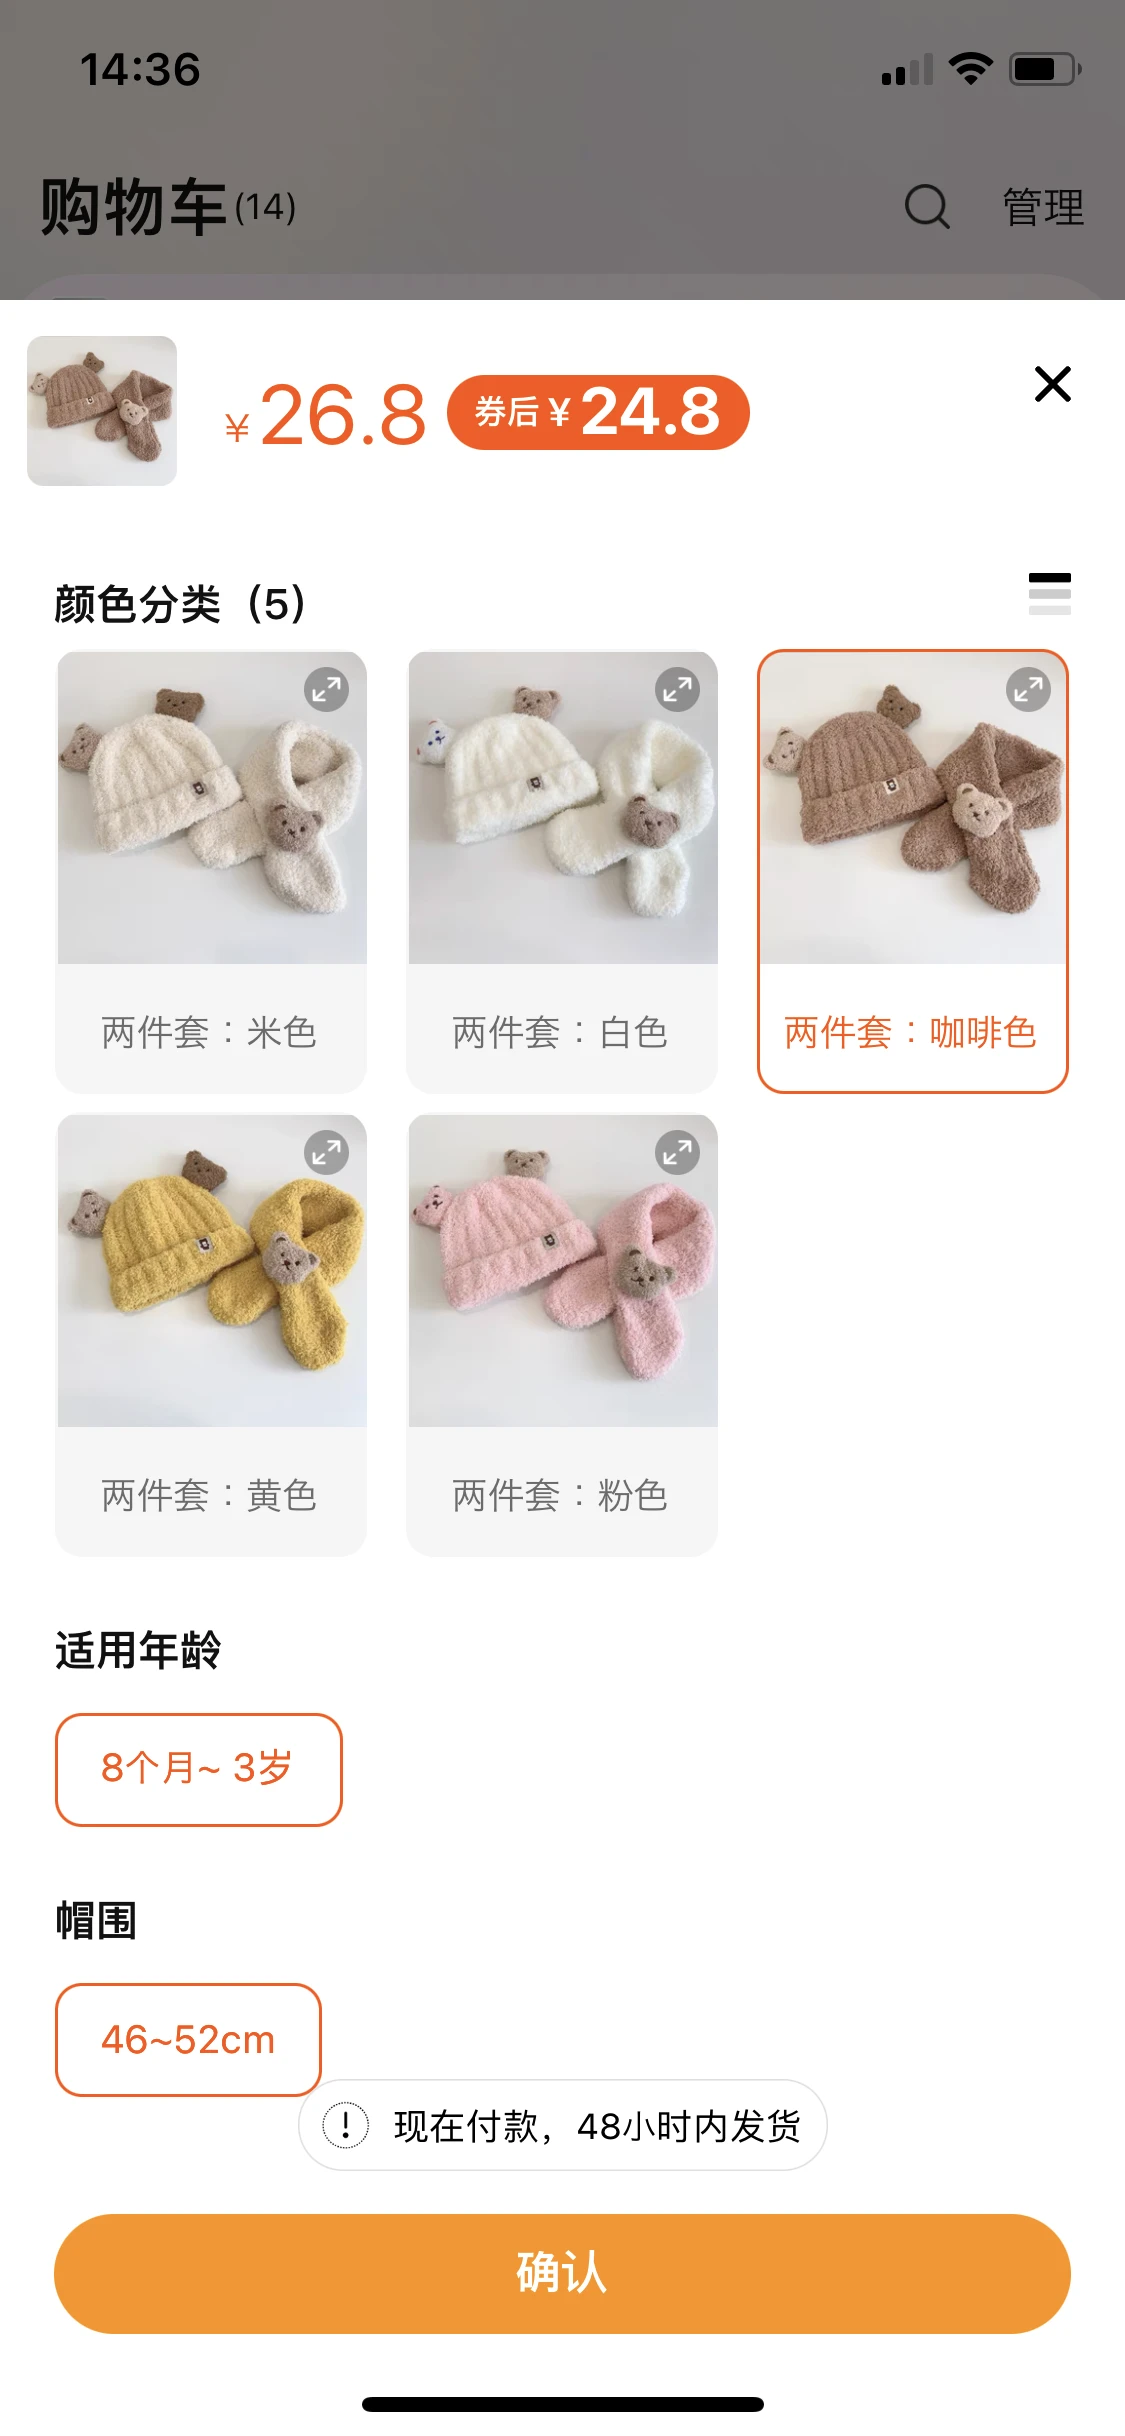 14:36
购物车(14)
管理
¥26.8 券后¥24.8
颜色分类（5）
两件套：米色
两件套：白色
两件套：咖啡色
两件套：黄色
两件套：粉色
适用年龄
8个月~ 3岁
帽围
46~52cm
现在付款，48小时内发货
确认